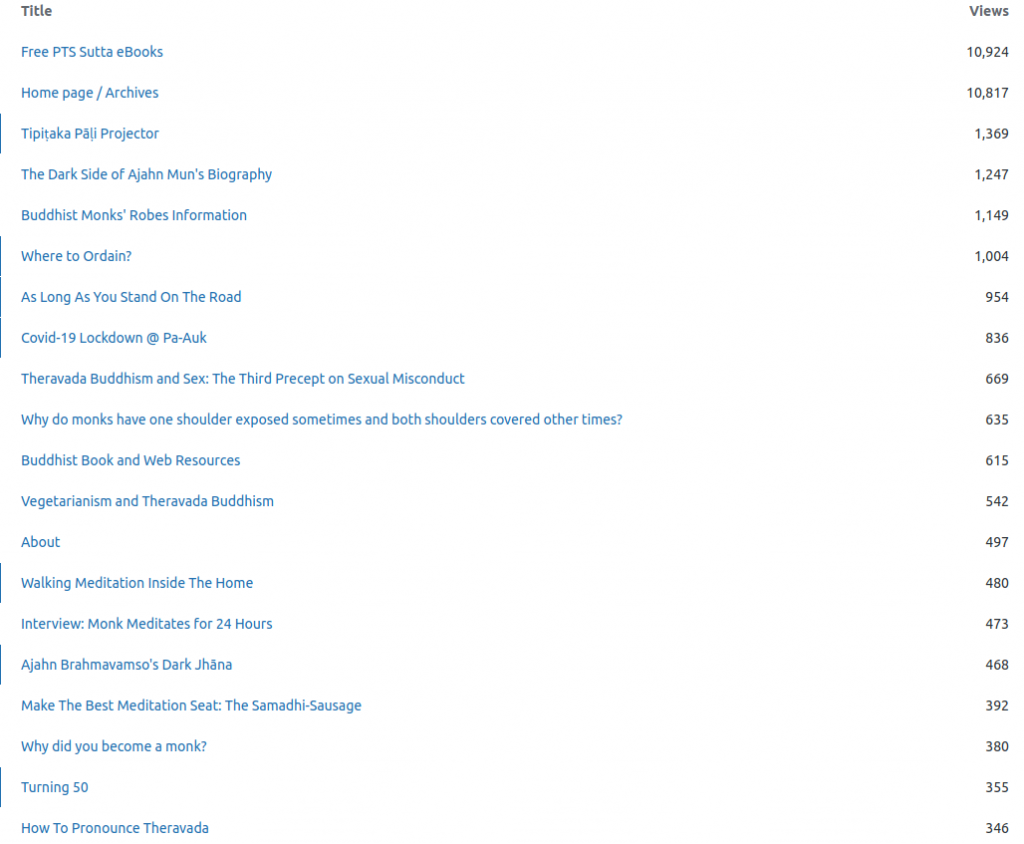 Title Views
Free PTS Sutta eBooks 10,924
Home page / Archives 10,817
Tipiṭaka Pāḷi Projector 1,369
The Dark Side of Ajahn Mun's Biography 1,247
Buddhist Monks' Robes Information 1,149
Where to Ordain? 1,004
As Long As You Stand On The Road 954
Covid-19 Lockdown @ Pa-Auk 836
Theravada Buddhism and Sex: The Third Precept on Sexual Misconduct 669
Why do monks have one shoulder exposed sometimes and both shoulders covered other times? 635
Buddhist Book and Web Resources 615
Vegetarianism and Theravada Buddhism 542
About 497
Walking Meditation Inside The Home 480
Interview: Monk Meditates for 24 Hours 473
Ajahn Brahmavamso's Dark Jhāna 468
Make The Best Meditation Seat: The Samadhi-Sausage 392
Why did you become a monk? 380
Turning 50 355
How To Pronounce Theravada 346